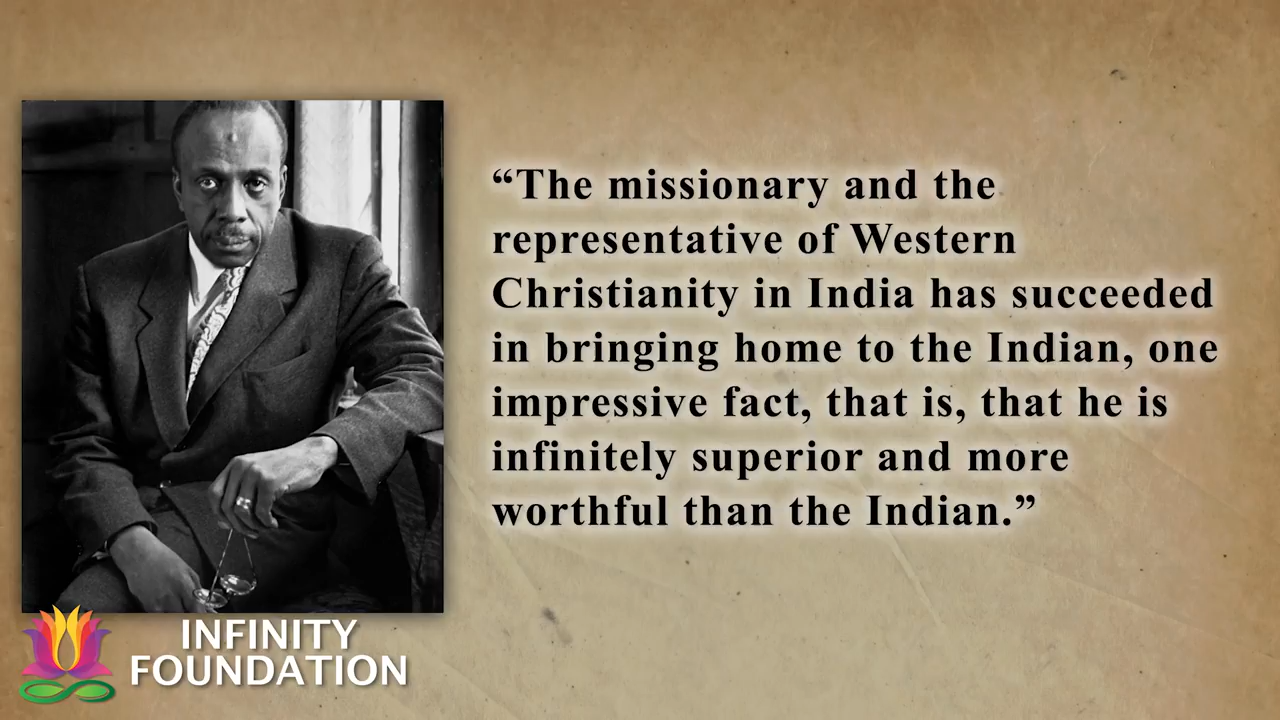 “The missionary and the
representative of Western
Christianity in India has succeeded
in bringing home to the Indian, one
impressive fact, that is, that he is
infinitely superior and more
worthful than the Indian.”
INFINITY
FOUNDATION